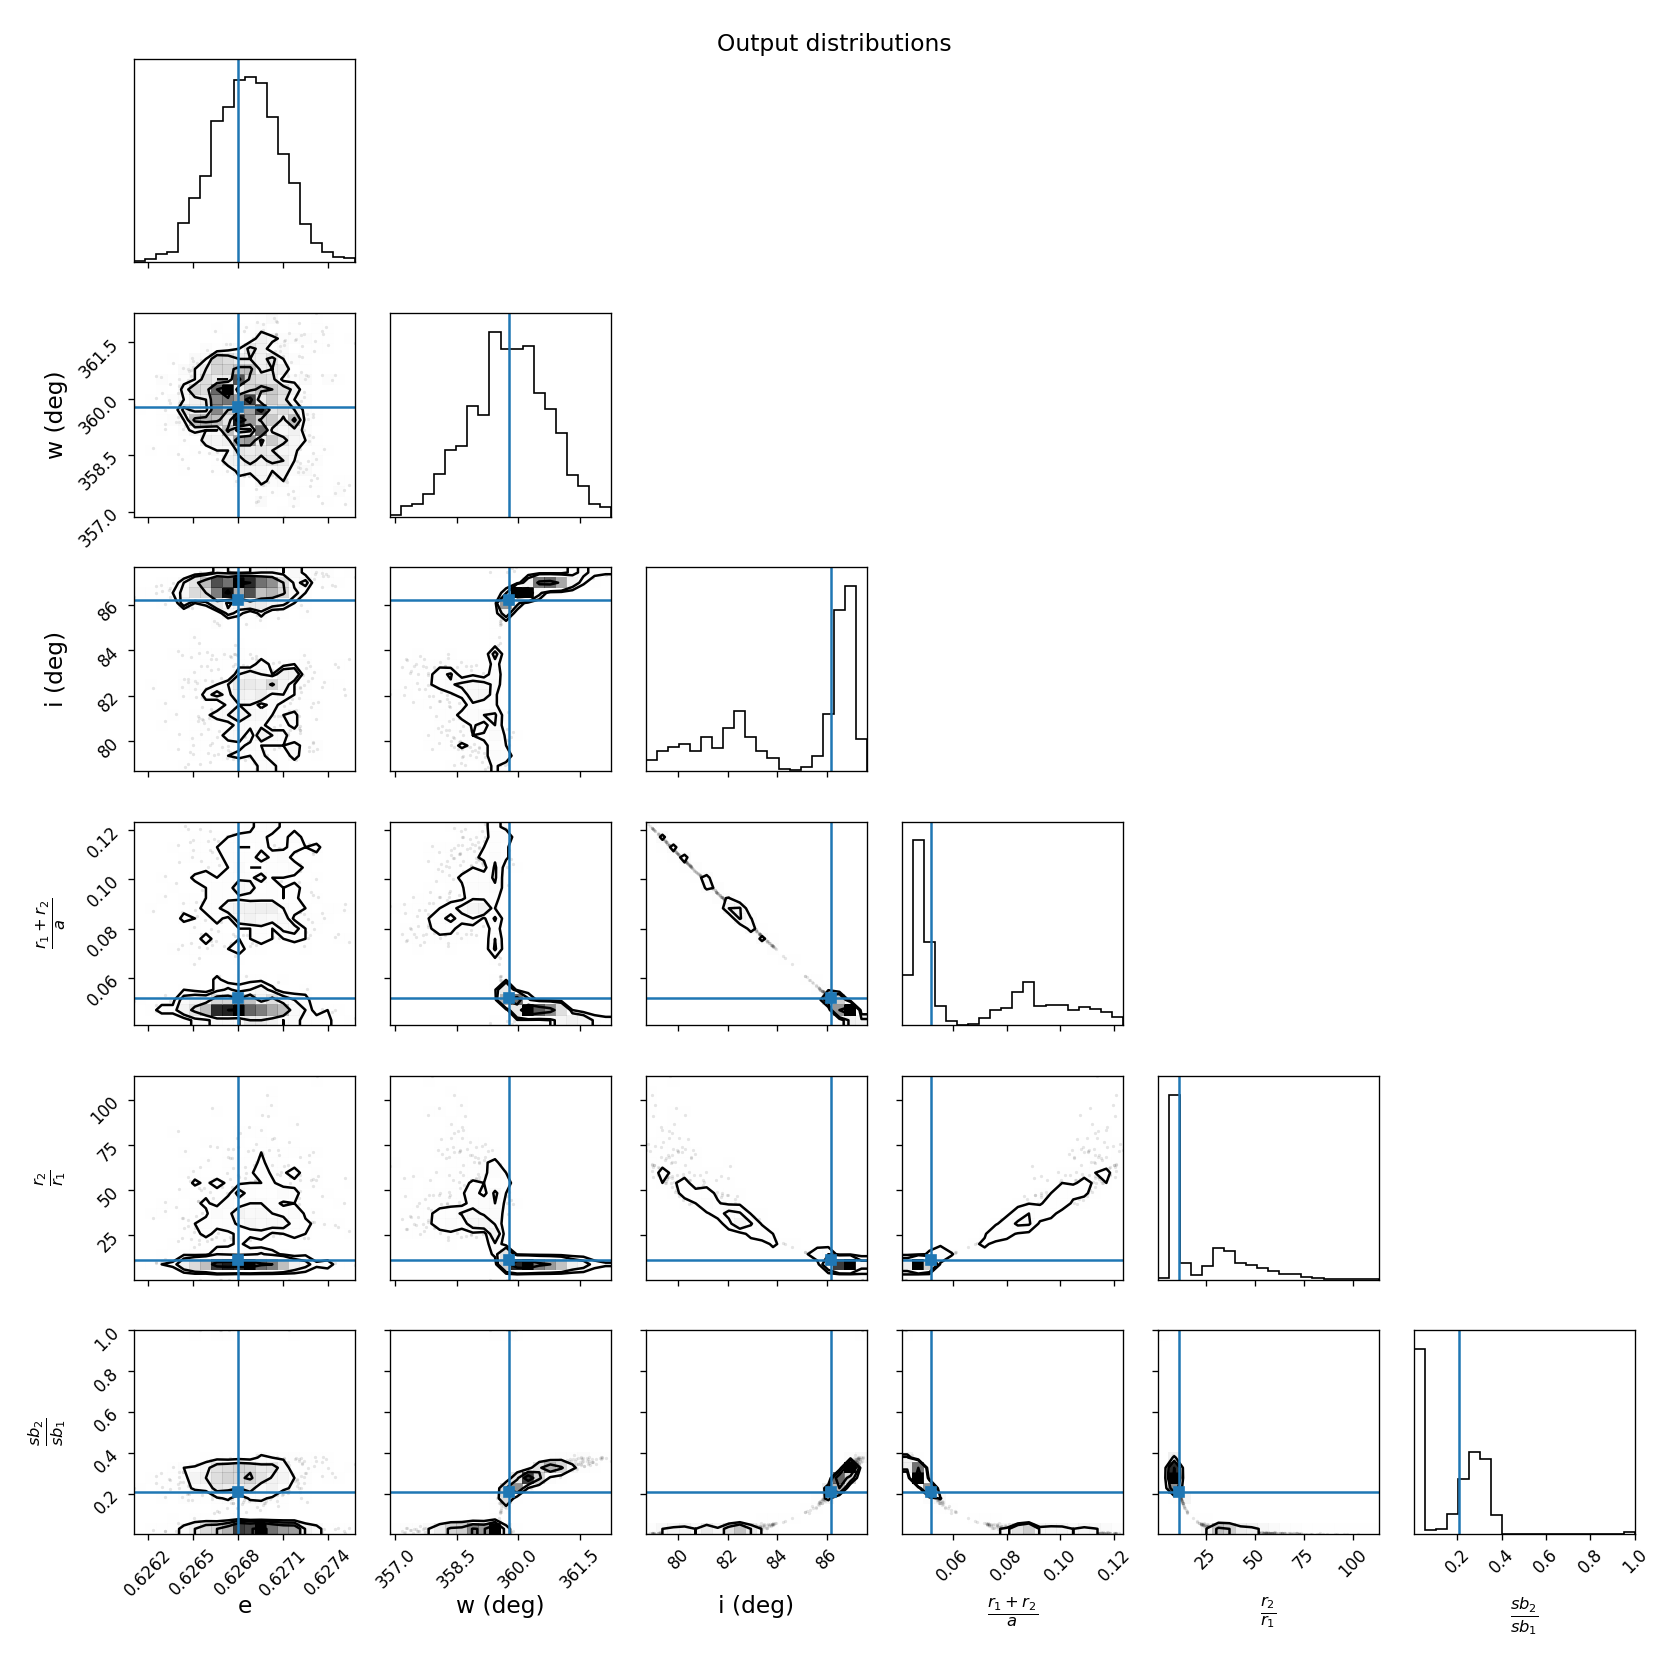 Output distributions
361.5
360.0
358.5
357.0
w (deg)
86
84
82
80
i (deg)
0.12
0.10
0.08
0.06
r1 + r2
a
100
75
50
25
r2
r1
1.0
0.8
0.6
0.4
0.2
sb2
sb1
0.6262 0.6265 0.6268 0.6271 0.6274 357.0 358.5 360.0 361.5 80 82 84 86 0.06 0.08 0.10 0.12 25 50 75 100 0.2 0.4 0.6 0.8 1.0
e w (deg) i (deg) r1 + r2 r2 sb2
a r1 sb1